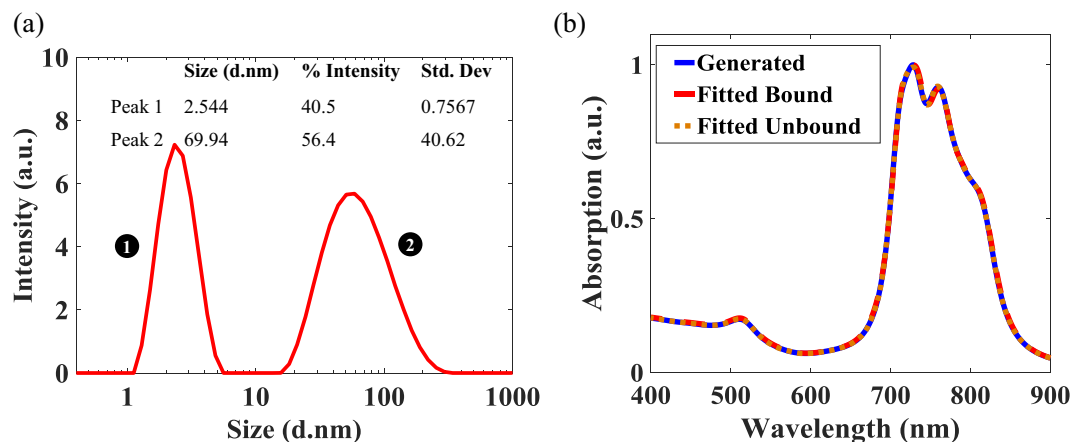 (a)
Size (d.nm) % Intensity Std. Dev
Peak 1 2.544 40.5 0.7567
Peak 2 69.94 56.4 40.62
1
2
10
8
6
4
2
0
1 10 100 1000
Intensity (a.u.)
Size (d.nm)
(b)
Generated
Fitted Bound
Fitted Unbound
1
0.5
0
400 500 600 700 800 900
Absorption (a.u.)
Wavelength (nm)